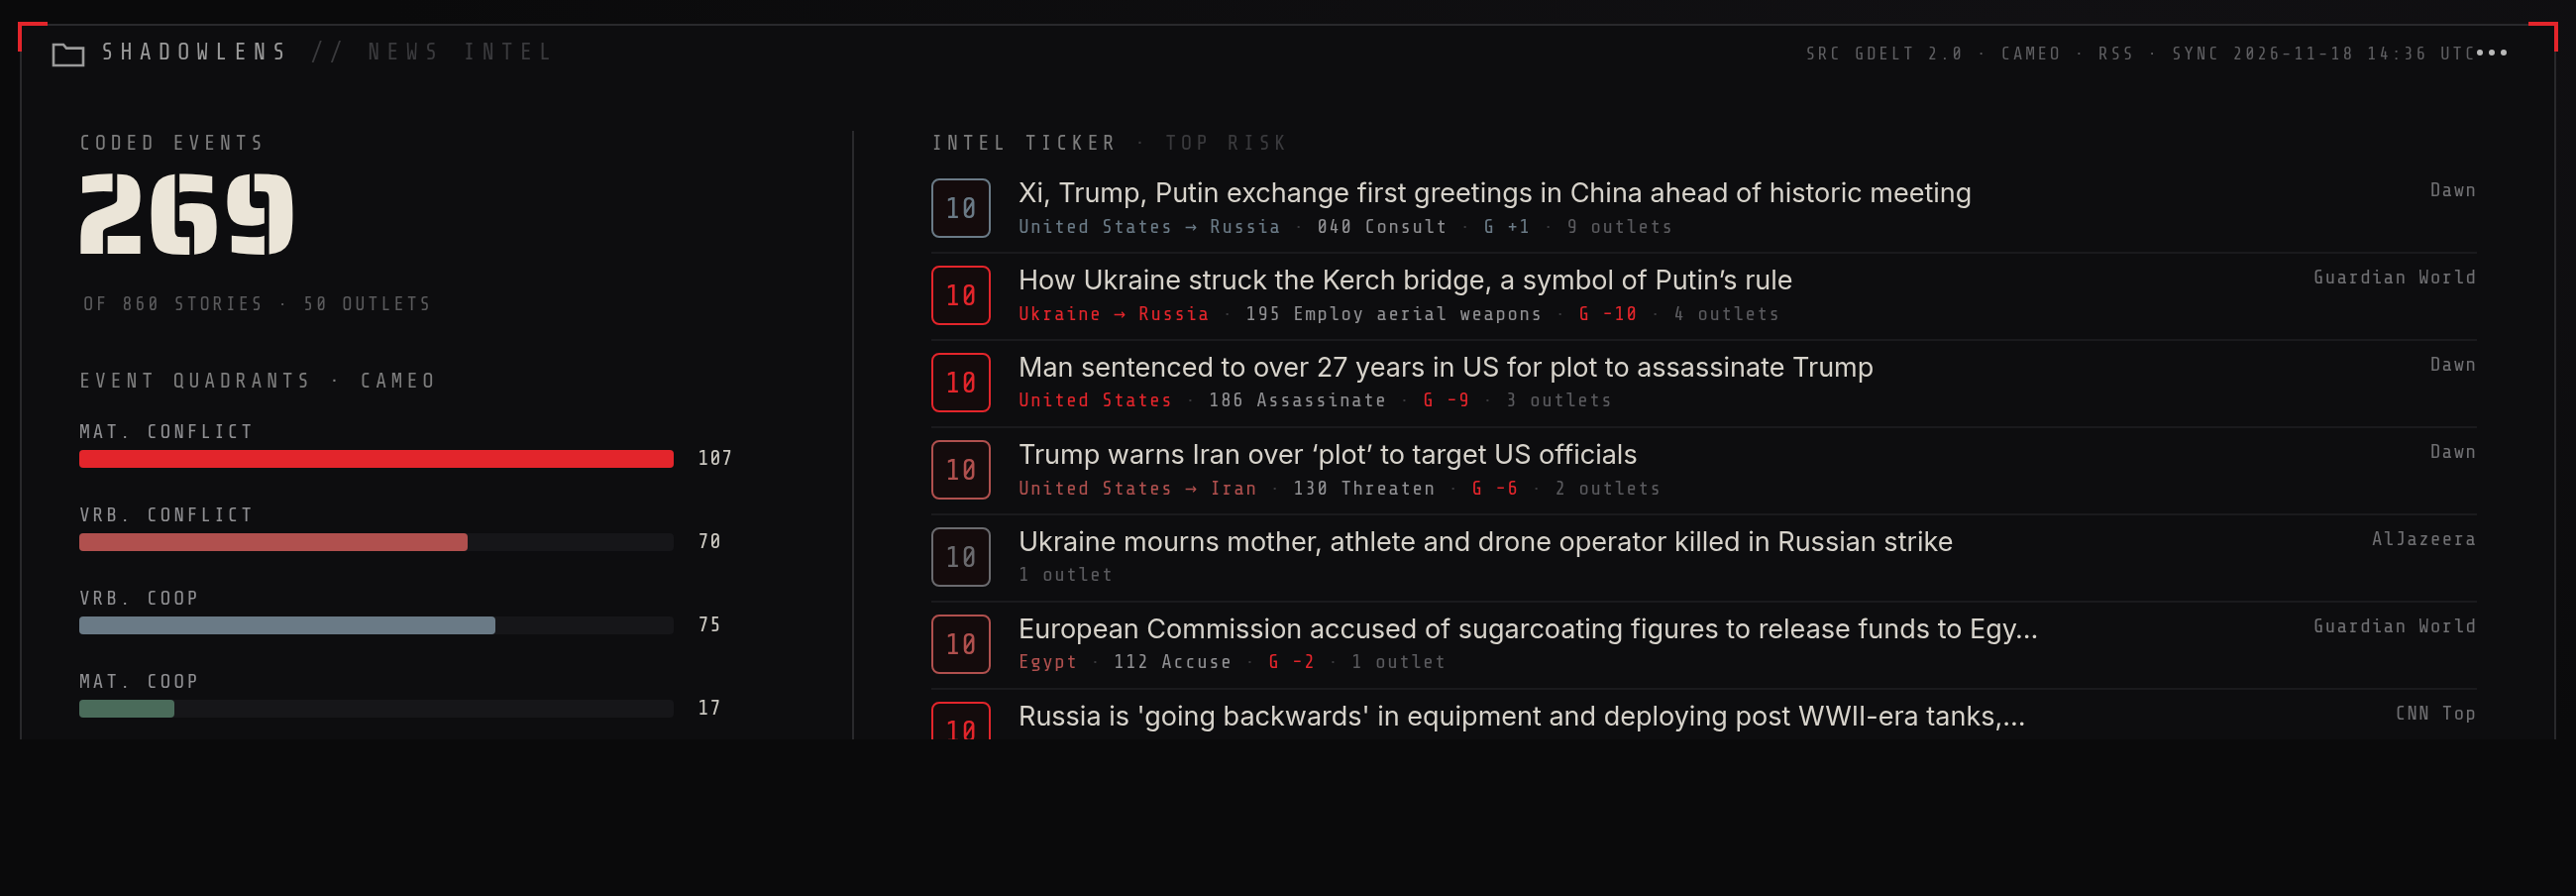 SHADOWLENS // NEWS INTEL
SRC GDELT 2.0 · CAMEO · RSS · SYNC 2026-11-18 14:36 UTC•••
CODED EVENTS
269
OF 860 STORIES · 50 OUTLETS
EVENT QUADRANTS · CAMEO
MAT. CONFLICT
107
VRB. CONFLICT
70
VRB. COOP
75
MAT. COOP
17
INTEL TICKER · TOP RISK
10
Xi, Trump, Putin exchange first greetings in China ahead of historic meeting
Dawn
United States → Russia · 040 Consult · G +1 · 9 outlets
10
How Ukraine struck the Kerch bridge, a symbol of Putin’s rule
Guardian World
Ukraine → Russia · 195 Employ aerial weapons · G -10 · 4 outlets
10
Man sentenced to over 27 years in US for plot to assassinate Trump
Dawn
United States · 186 Assassinate · G -9 · 3 outlets
10
Trump warns Iran over ‘plot’ to target US officials
Dawn
United States → Iran · 130 Threaten · G -6 · 2 outlets
10
Ukraine mourns mother, athlete and drone operator killed in Russian strike
AlJazeera
1 outlet
10
European Commission accused of sugarcoating figures to release funds to Egy...
Guardian World
Egypt · 112 Accuse · G -2 · 1 outlet
10
Russia is 'going backwards' in equipment and deploying post WWII-era tanks,...
CNN Top